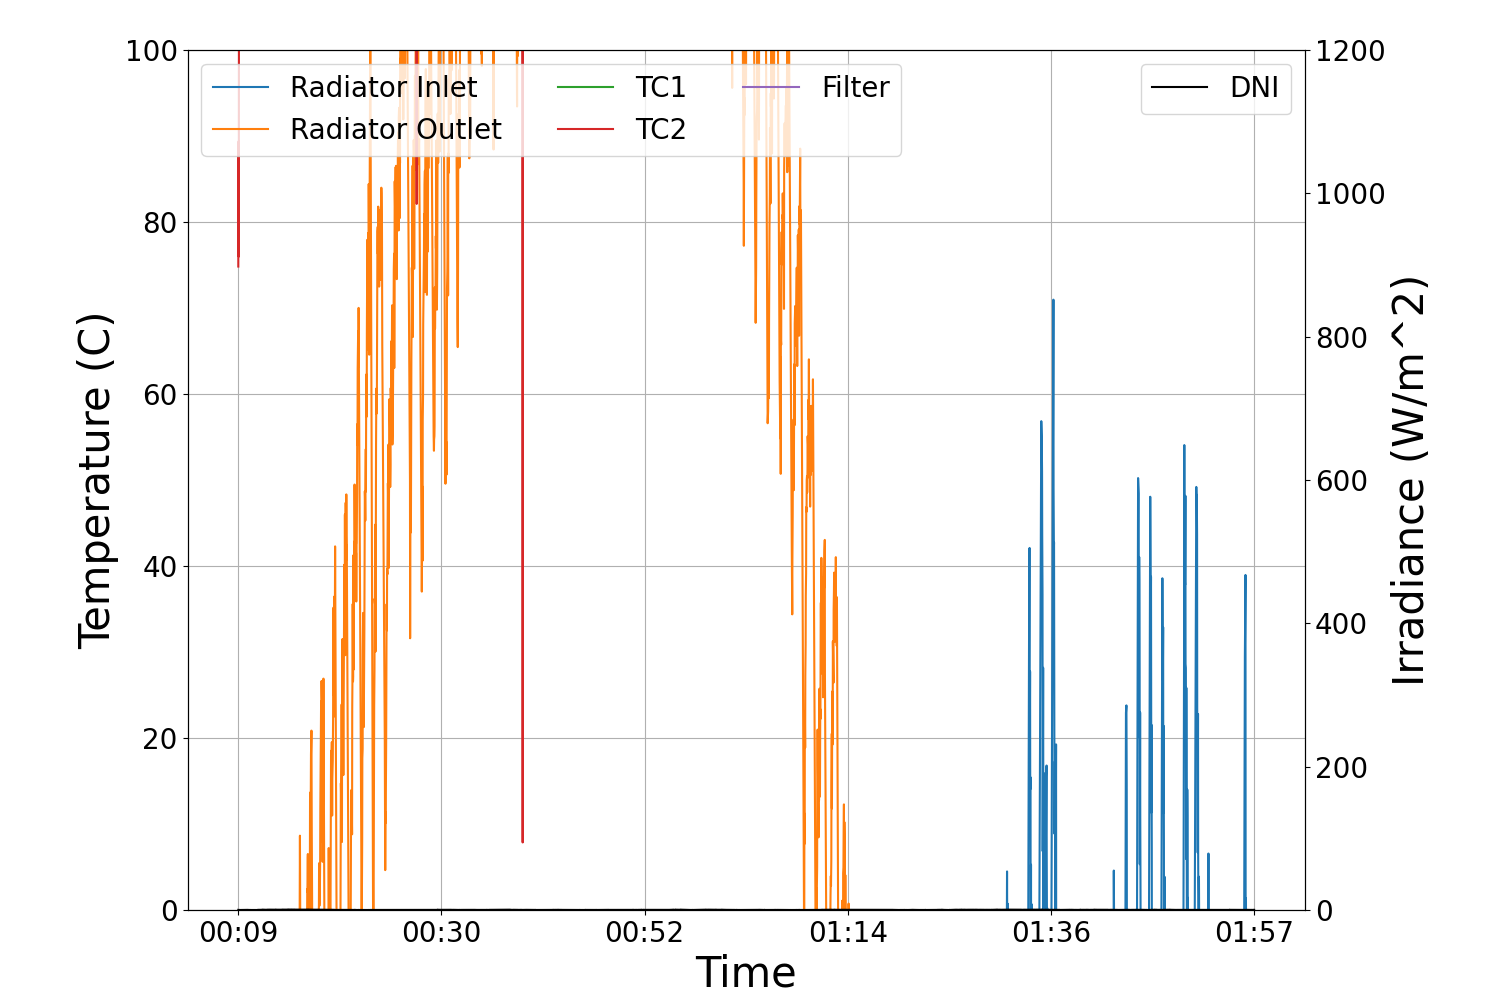 100
80
60
40
20
0
Temperature (C)
Radiator Inlet
Radiator Outlet
TC1
TC2
Filter
DNI
1200
1000
800
600
400
200
0
Irradiance (W/m^2)
00:09 00:30 00:52 01:14 01:36 01:57
Time